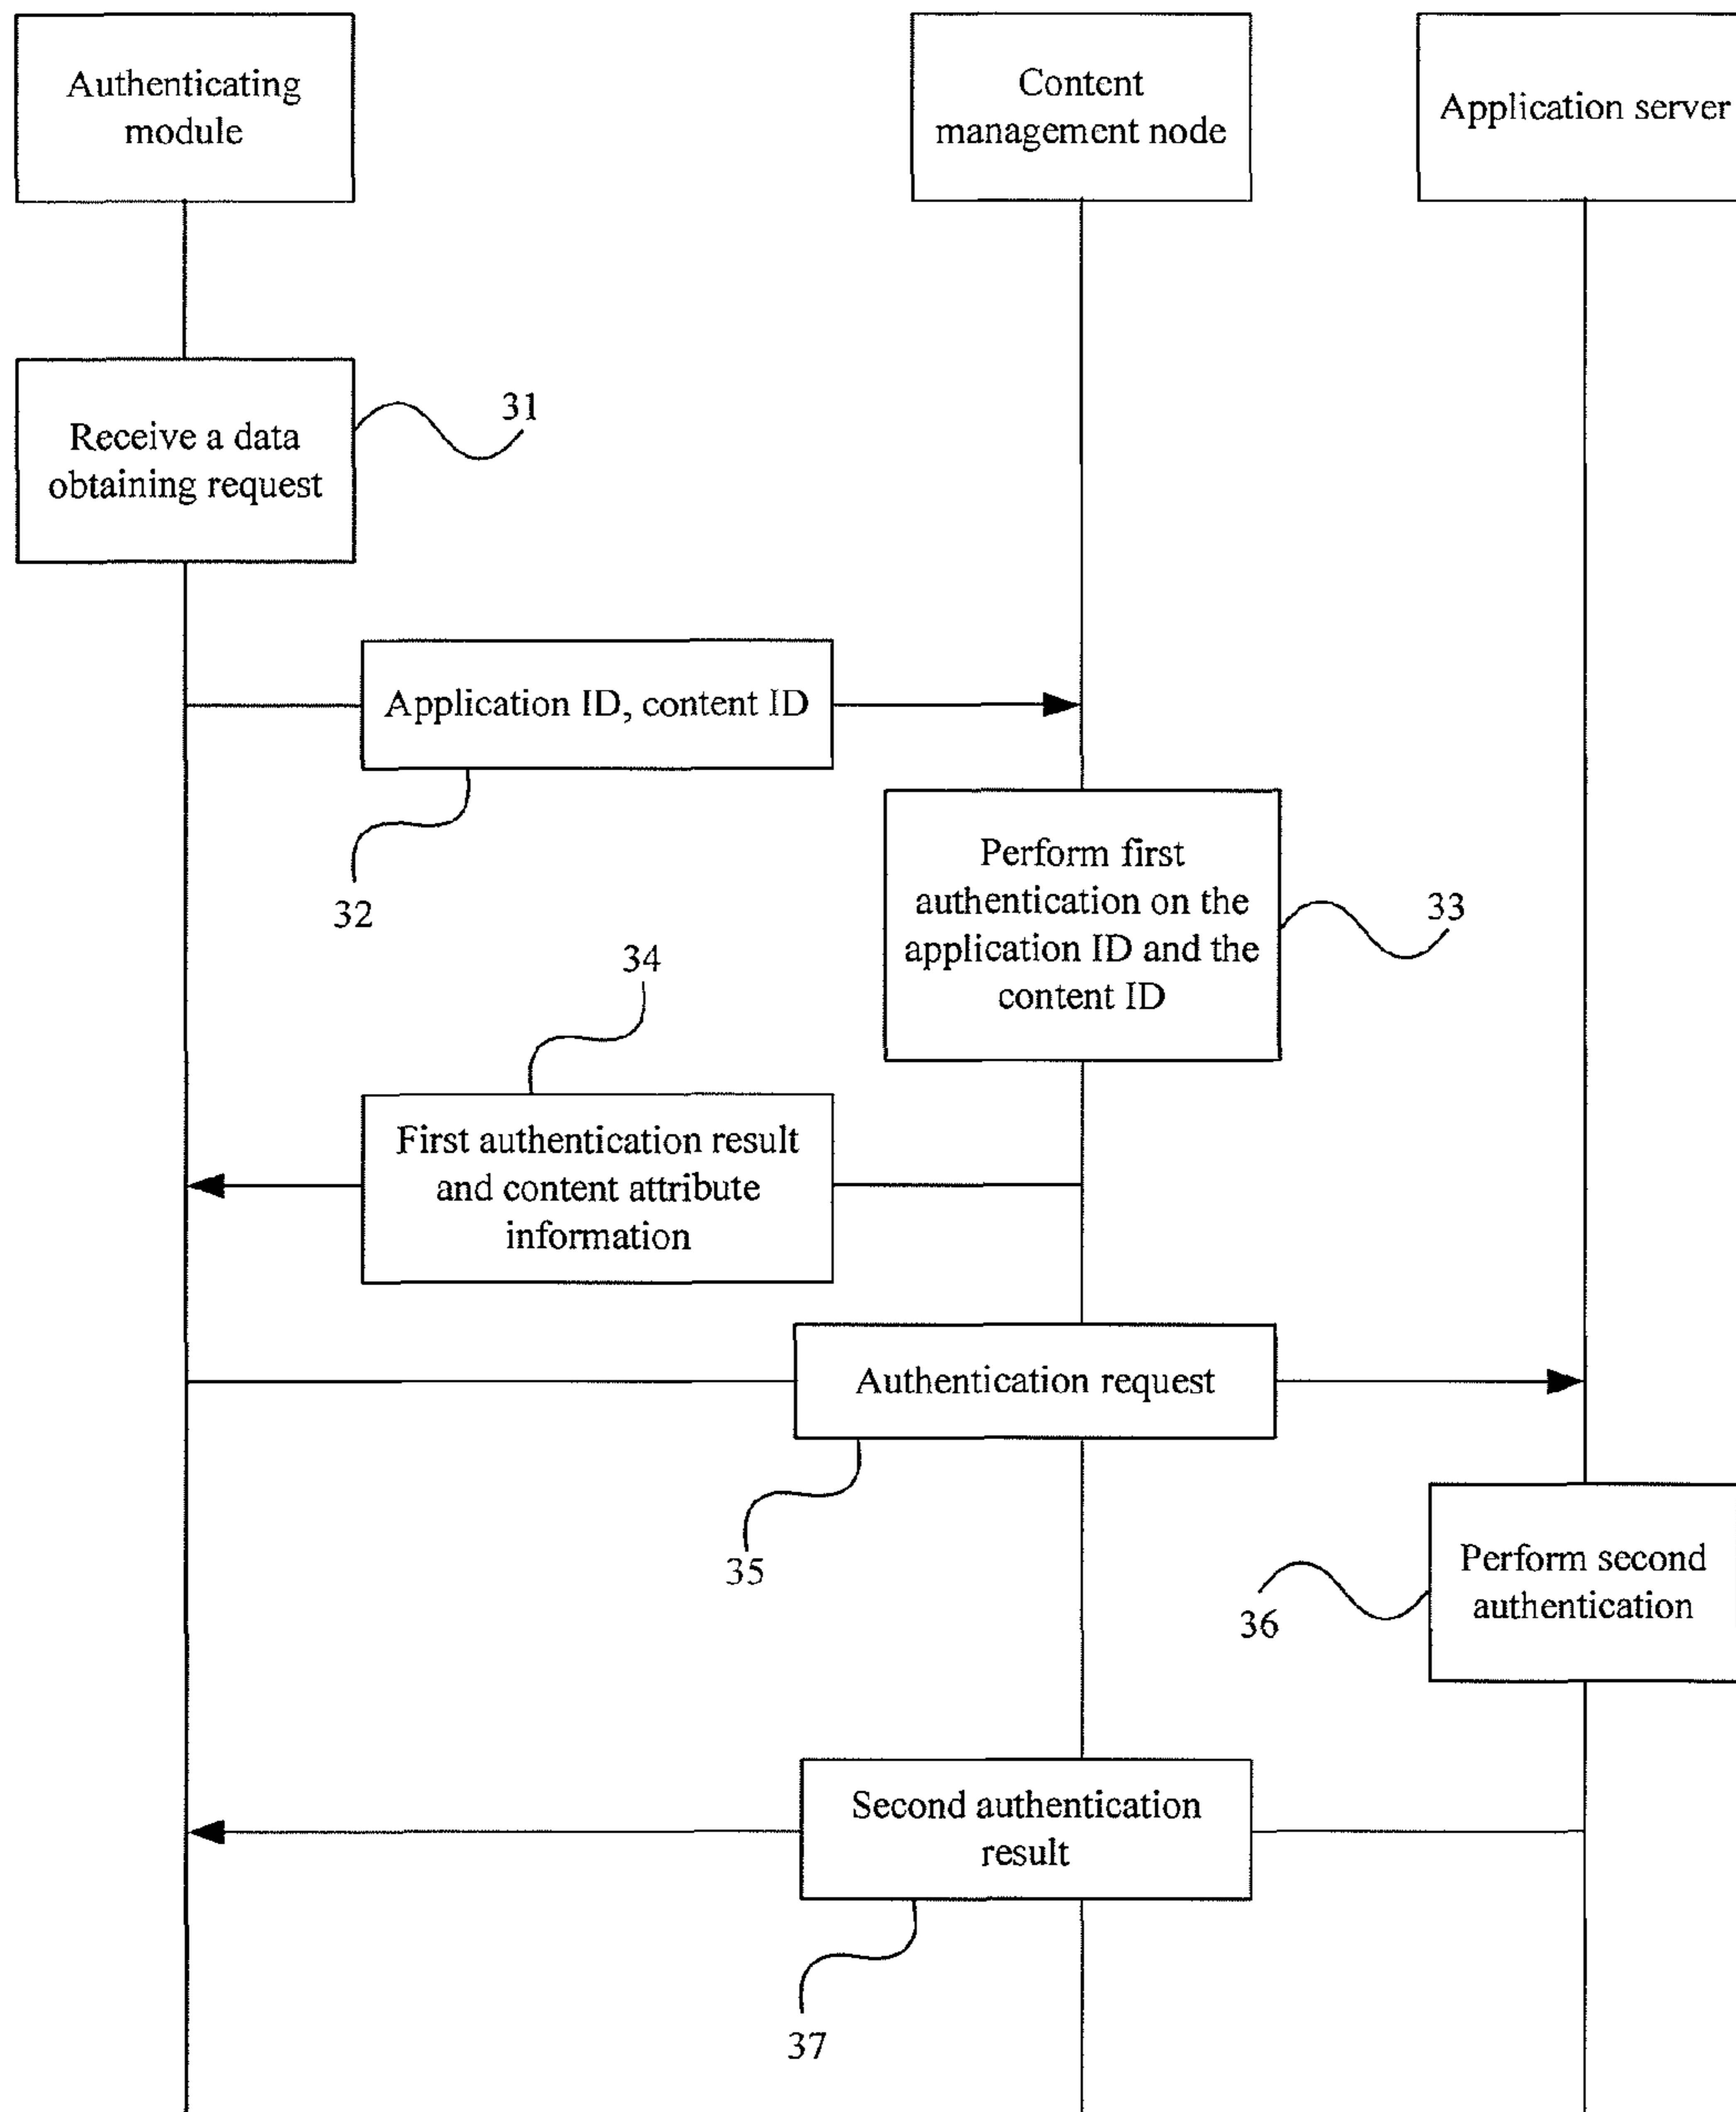 Authenticating
module
Content
management node
Application server
Receive a data
obtaining request
31
Application ID, content ID
32
Perform first
authentication on the
application ID and the
content ID
33
34
First authentication result
and content attribute
information
Authentication request
35
Perform second
authentication
36
Second authentication
result
37